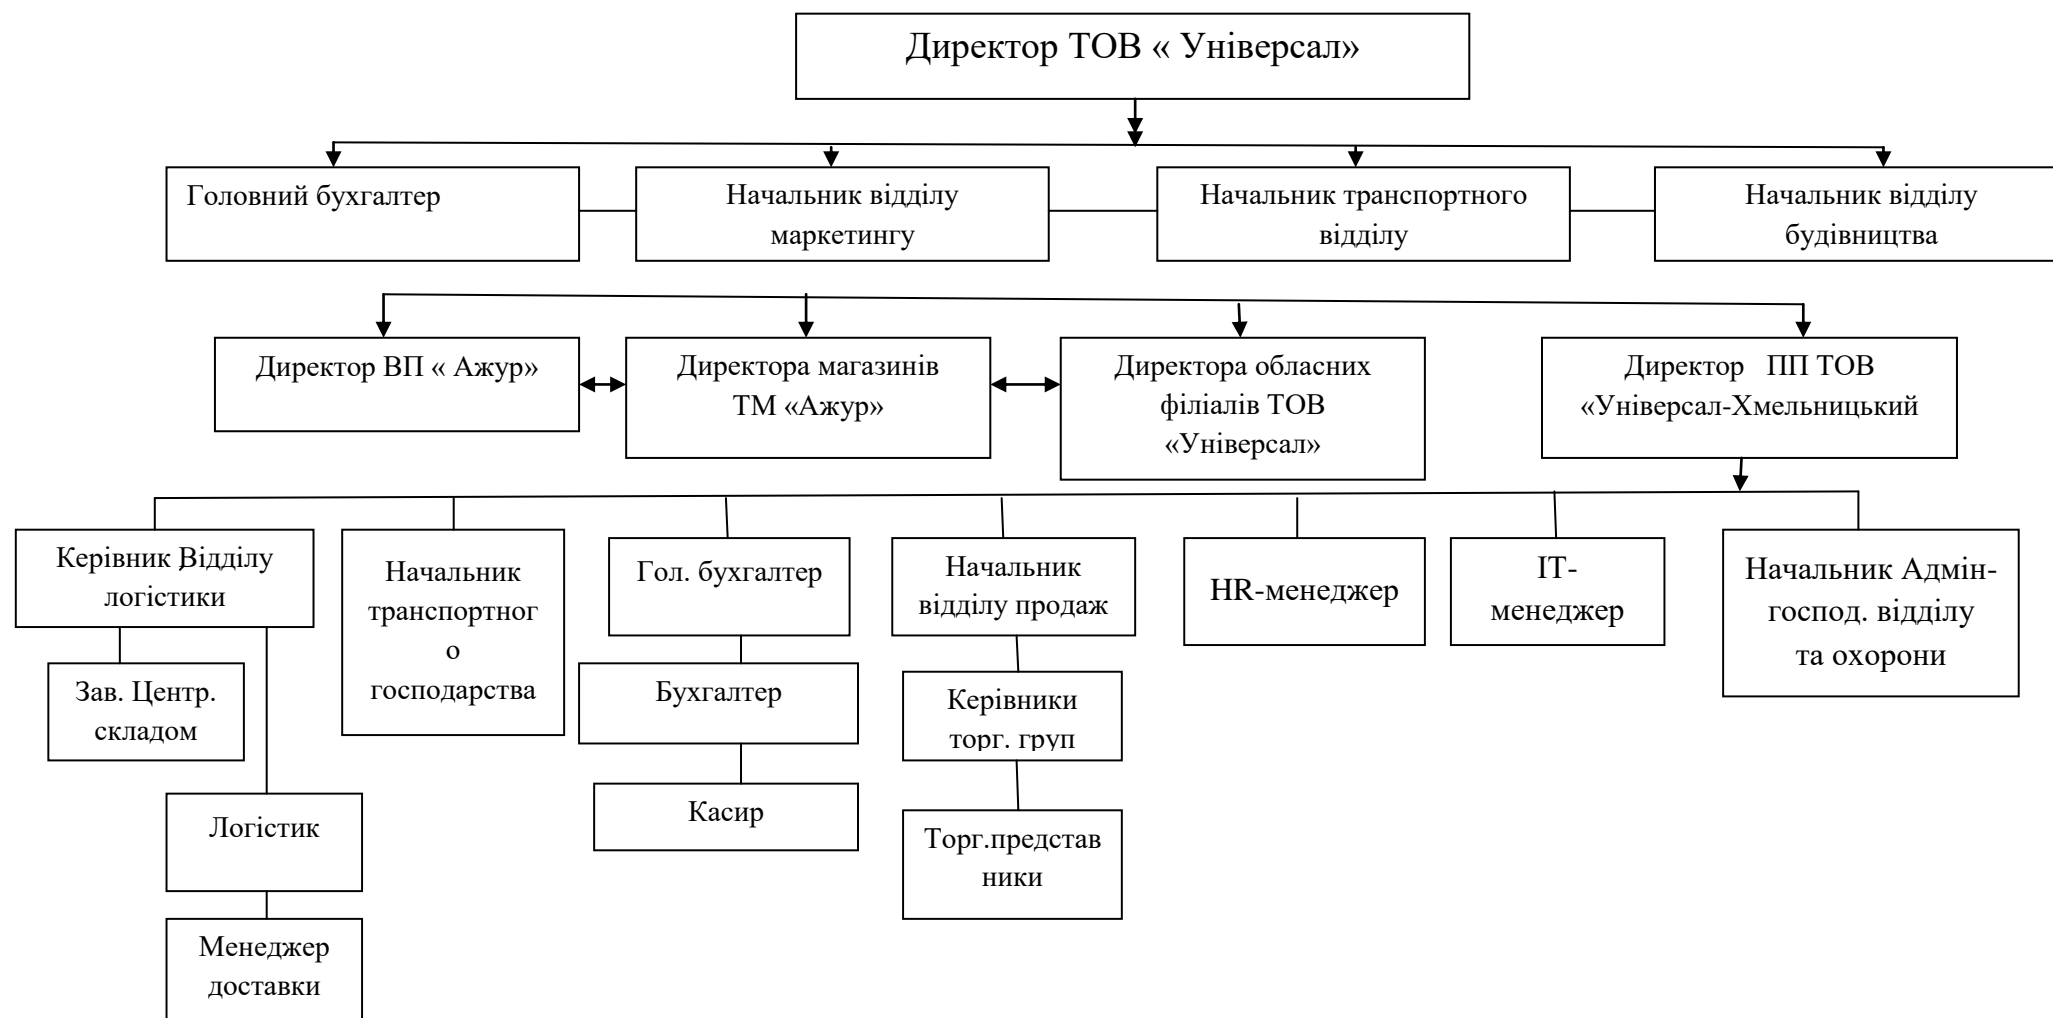 Директор ТОВ « Універсал»
Головний бухгалтер
Начальник відділу
маркетингу
Начальник транспортного
відділу
Начальник відділу
будівництва
Директор ВП « Ажур»
Директора магазинів
ТМ «Ажур»
Директора обласних
філіалів ТОВ
«Універсал»
Директор ПП ТОВ
«Універсал-Хмельницький
Керівник Відділу
логістики
Зав. Центр.
складом
Логістик
Менеджер
доставки
Начальник
транспортног
о
господарства
Гол. бухгалтер
Бухгалтер
Касир
Начальник
відділу продаж
Керівники
торг. груп
Торг.представ
ники
HR-менеджер
ІТ-
менеджер
Начальник Адмін-
господ. відділу
та охорони